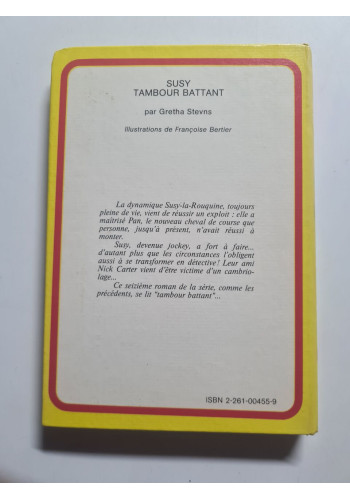 SUSY
TAMBOUR BATTANT
par Gretha Stevns
Illustrations de Françoise Bertier
La dynamique Susy-la-Rouquine, toujours
pleine de vie, vient de réussir un exploit : elle a
maîtrisé Pan, le nouveau cheval de course que
personne, jusqu'à présent, n'avait réussi à
monter.
Susy, devenue jockey, a fort à faire...
d'autant plus que les circonstances l'obligent
aussi à se transformer en détective ! Leur ami
Nick Carter vient d'être victime d'un cambrio-
lage...
Ce seizième roman de la série, comme les
précédents, se lit "tambour battant"...
ISBN 2-261-00455-9